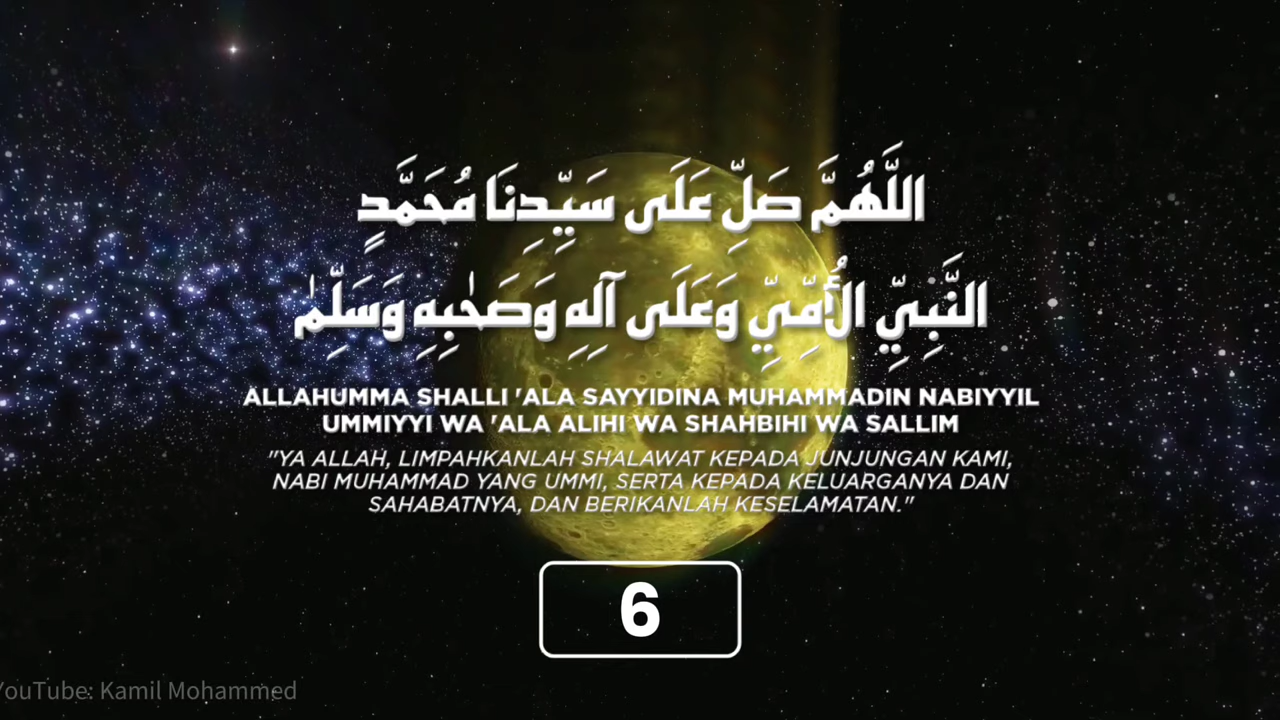 اللَّهُمَّ صَلِّ عَلَى سَيِّدِنَا مُحَمَّدٍ
النَّبِيِّ الْأُمِّيِّ وَعَلَى آلِهِ وَصَحْبِهِ وَسَلِّمْ
ALLAHUMMA SHALLI 'ALA SAYYIDINA MUHAMMADIN NABIYYIL
UMMIYYI WA 'ALA ALIHI WA SHAHBIHI WA SALLIM
"YA ALLAH, LIMPAHKANLAH SHALAWAT KEPADA JUNJUNGAN KAMI,
NABI MUHAMMAD YANG UMMI, SERTA KEPADA KELUARGANYA DAN
SAHABATNYA, DAN BERIKANLAH KESELAMATAN."
6
YouTube: Kamil Mohammed